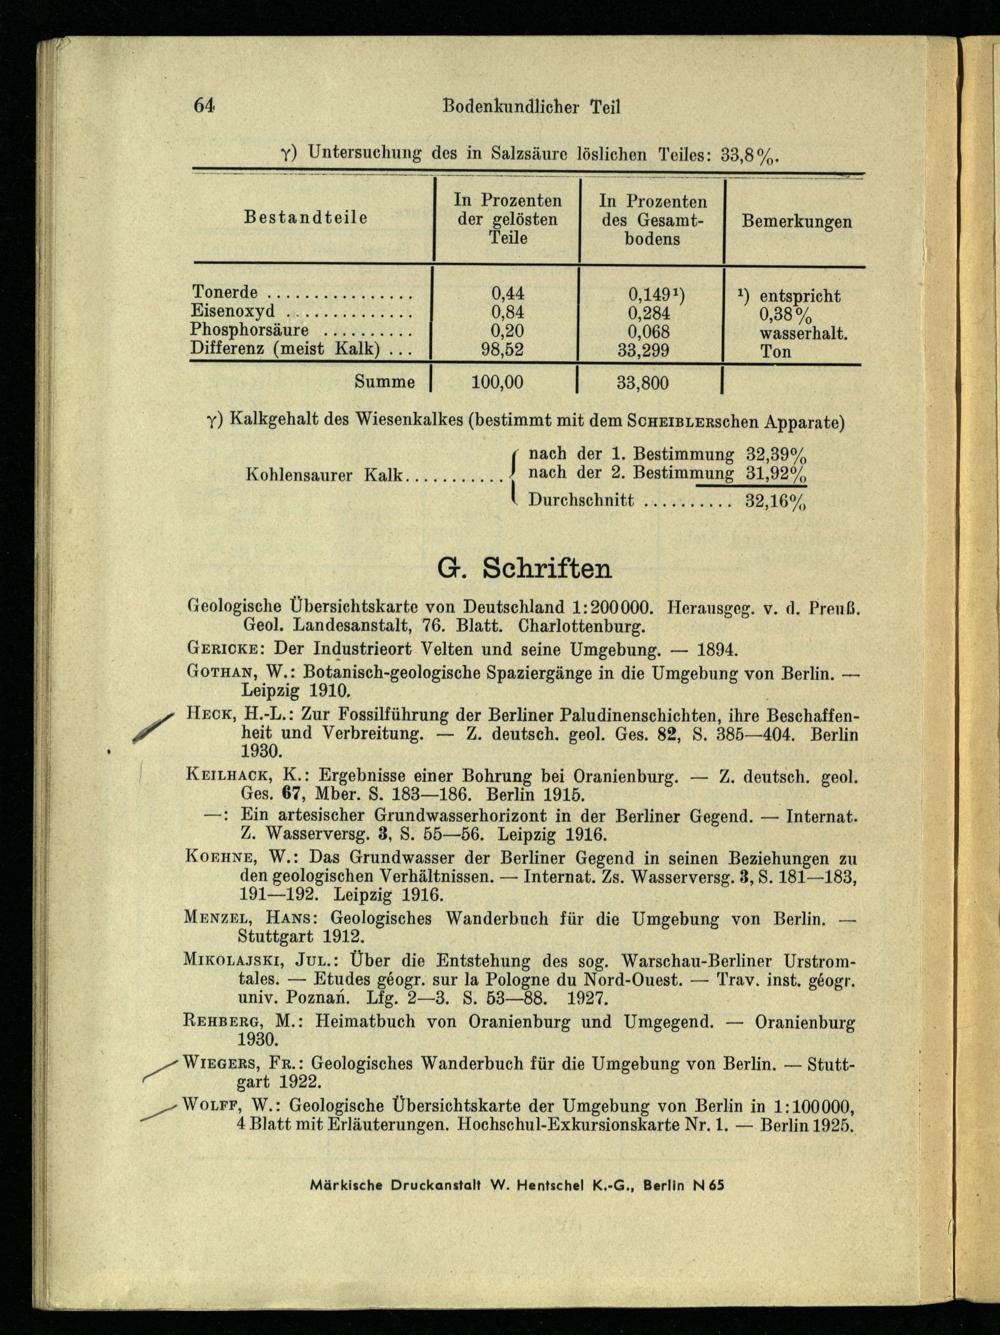 64 Bodenkundlicher Teil
γ) Untersuchung des in Salzsäure löslichen Teiles: 33,8%.
Bestandteile | In Prozenten der gelösten Teile | In Prozenten des Gesamt-bodens | Bemerkungen
Tonerde ................ 0,44 0,149¹) ¹) entspricht
Eisenoxyd .............. 0,84 0,284 0,38%
Phosphorsäure .......... 0,20 0,068 wasserhalt.
Differenz (meist Kalk) ... 98,52 33,299 Ton
Summe 100,00 33,800
γ) Kalkgehalt des Wiesenkalkes (bestimmt mit dem SCHEIBLERschen Apparate)
nach der 1. Bestimmung 32,39%
Kohlensaurer Kalk........... nach der 2. Bestimmung 31,92%
Durchschnitt .......... 32,16%
G. Schriften
Geologische Übersichtskarte von Deutschland 1:200000. Herausgeg. v. d. Preuß.
Geol. Landesanstalt, 76. Blatt. Charlottenburg.
GERICKE: Der Industrieort Velten und seine Umgebung. — 1894.
GOTHAN, W.: Botanisch-geologische Spaziergänge in die Umgebung von Berlin. —
Leipzig 1910.
HECK, H.-L.: Zur Fossilführung der Berliner Paludinenschichten, ihre Beschaffen-
heit und Verbreitung. — Z. deutsch. geol. Ges. 82, S. 385—404. Berlin
1930.
KEILHACK, K.: Ergebnisse einer Bohrung bei Oranienburg. — Z. deutsch. geol.
Ges. 67, Mber. S. 183—186. Berlin 1915.
—: Ein artesischer Grundwasserhorizont in der Berliner Gegend. — Internat.
Z. Wasserversg. 3, S. 55—56. Leipzig 1916.
KOEHNE, W.: Das Grundwasser der Berliner Gegend in seinen Beziehungen zu
den geologischen Verhältnissen. — Internat. Zs. Wasserversg. 3, S. 181—183,
191—192. Leipzig 1916.
MENZEL, HANS: Geologisches Wanderbuch für die Umgebung von Berlin. —
Stuttgart 1912.
MIKOLAJSKI, JUL.: Über die Entstehung des sog. Warschau-Berliner Urstrom-
tales. — Etudes géogr. sur la Pologne du Nord-Ouest. — Trav. inst. géogr.
univ. Poznań. Lfg. 2—3. S. 53—88. 1927.
REHBERG, M.: Heimatbuch von Oranienburg und Umgegend. — Oranienburg
1930.
WIEGERS, FR.: Geologisches Wanderbuch für die Umgebung von Berlin. — Stutt-
gart 1922.
WOLFF, W.: Geologische Übersichtskarte der Umgebung von Berlin in 1:100000,
4 Blatt mit Erläuterungen. Hochschul-Exkursionskarte Nr. 1. — Berlin 1925.
Märkische Druckanstalt W. Hentschel K.-G., Berlin N 65